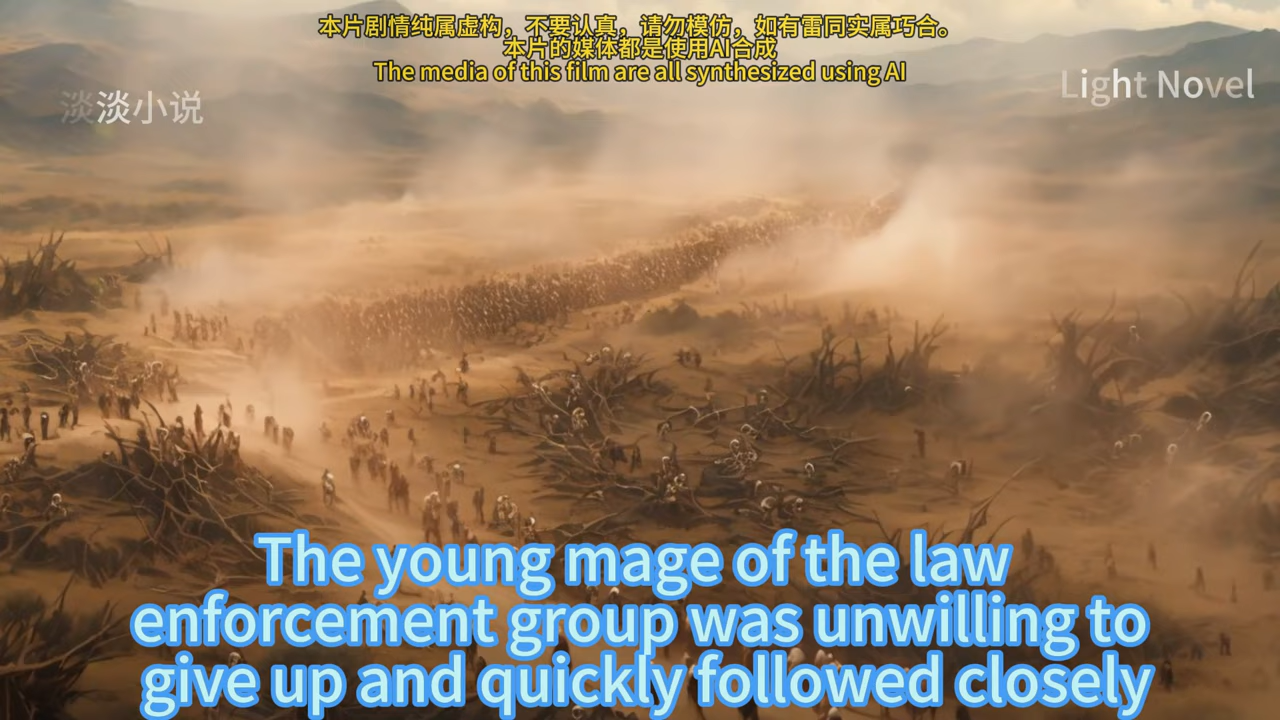 本片剧情纯属虚构，不要认真，请勿模仿，如有雷同实属巧合。
本片的媒体都是使用AI合成
The media of this film are all synthesized using AI
淡淡小说
Light Novel
The young mage of the law
enforcement group was unwilling to
give up and quickly followed closely